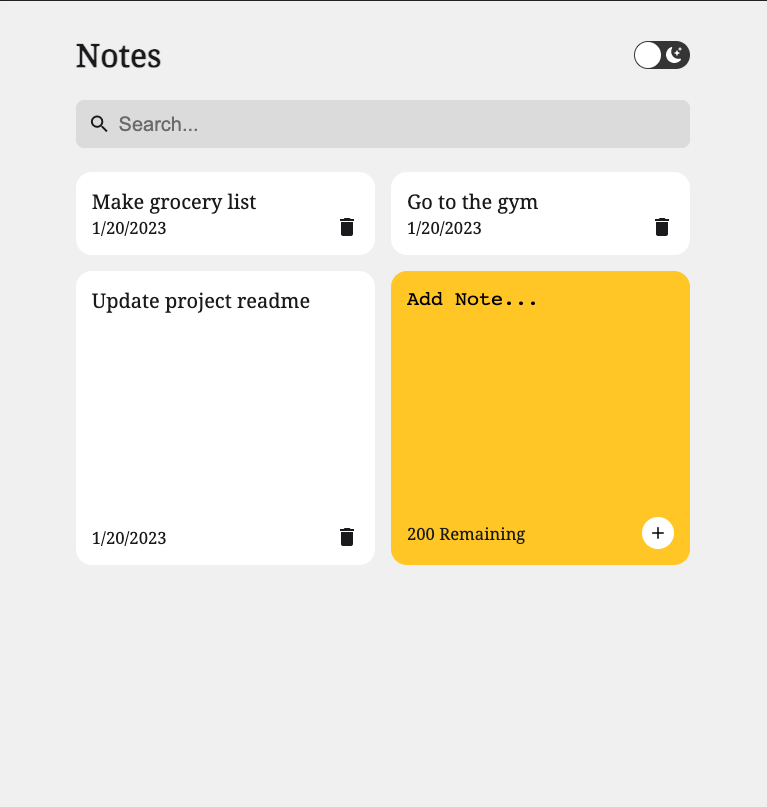 Notes
Search...
Make grocery list
1/20/2023
Go to the gym
1/20/2023
Update project readme
1/20/2023
Add Note...
200 Remaining